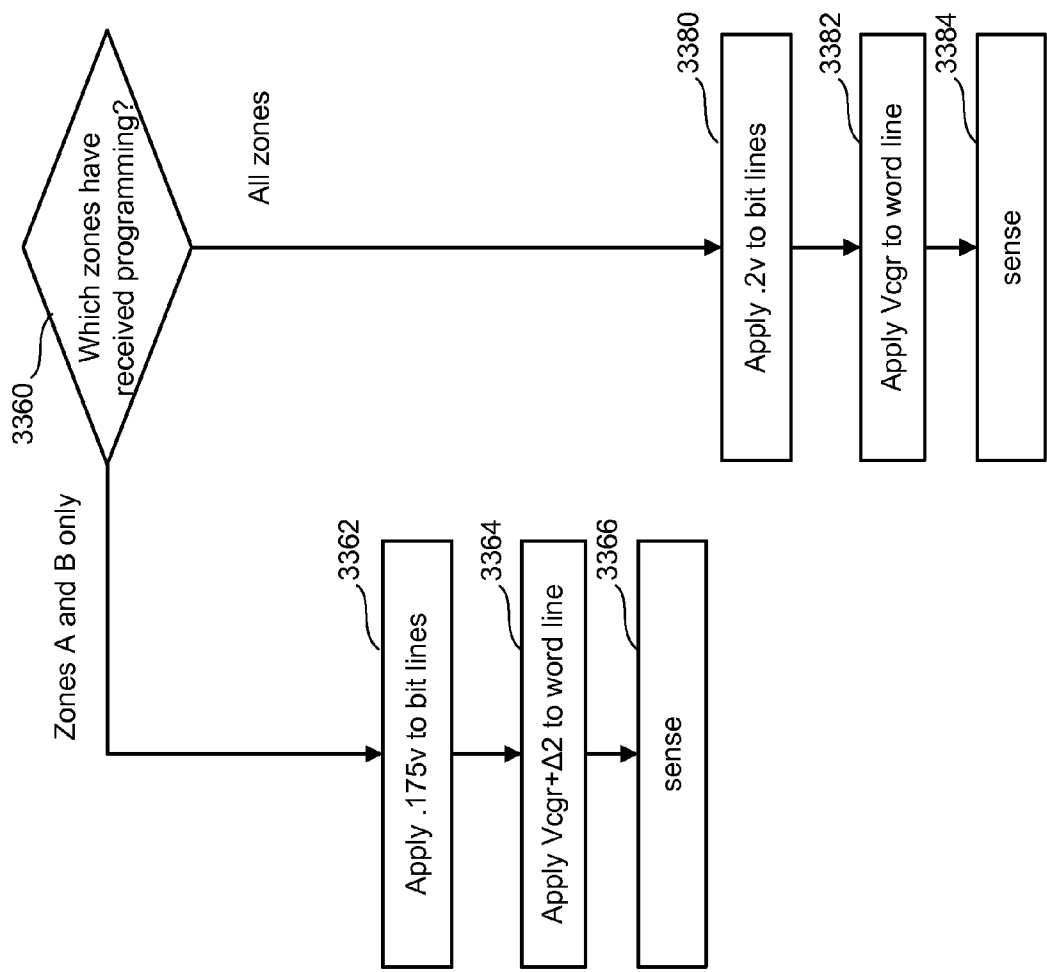 3360
Which zones have
received programming?
Zones A and B only
All zones
3362
Apply .175v to bit lines
3364
Apply Vcgr+Δ2 to word line
3366
sense
3380
Apply .2v to bit lines
3382
Apply Vcgr to word line
3384
sense